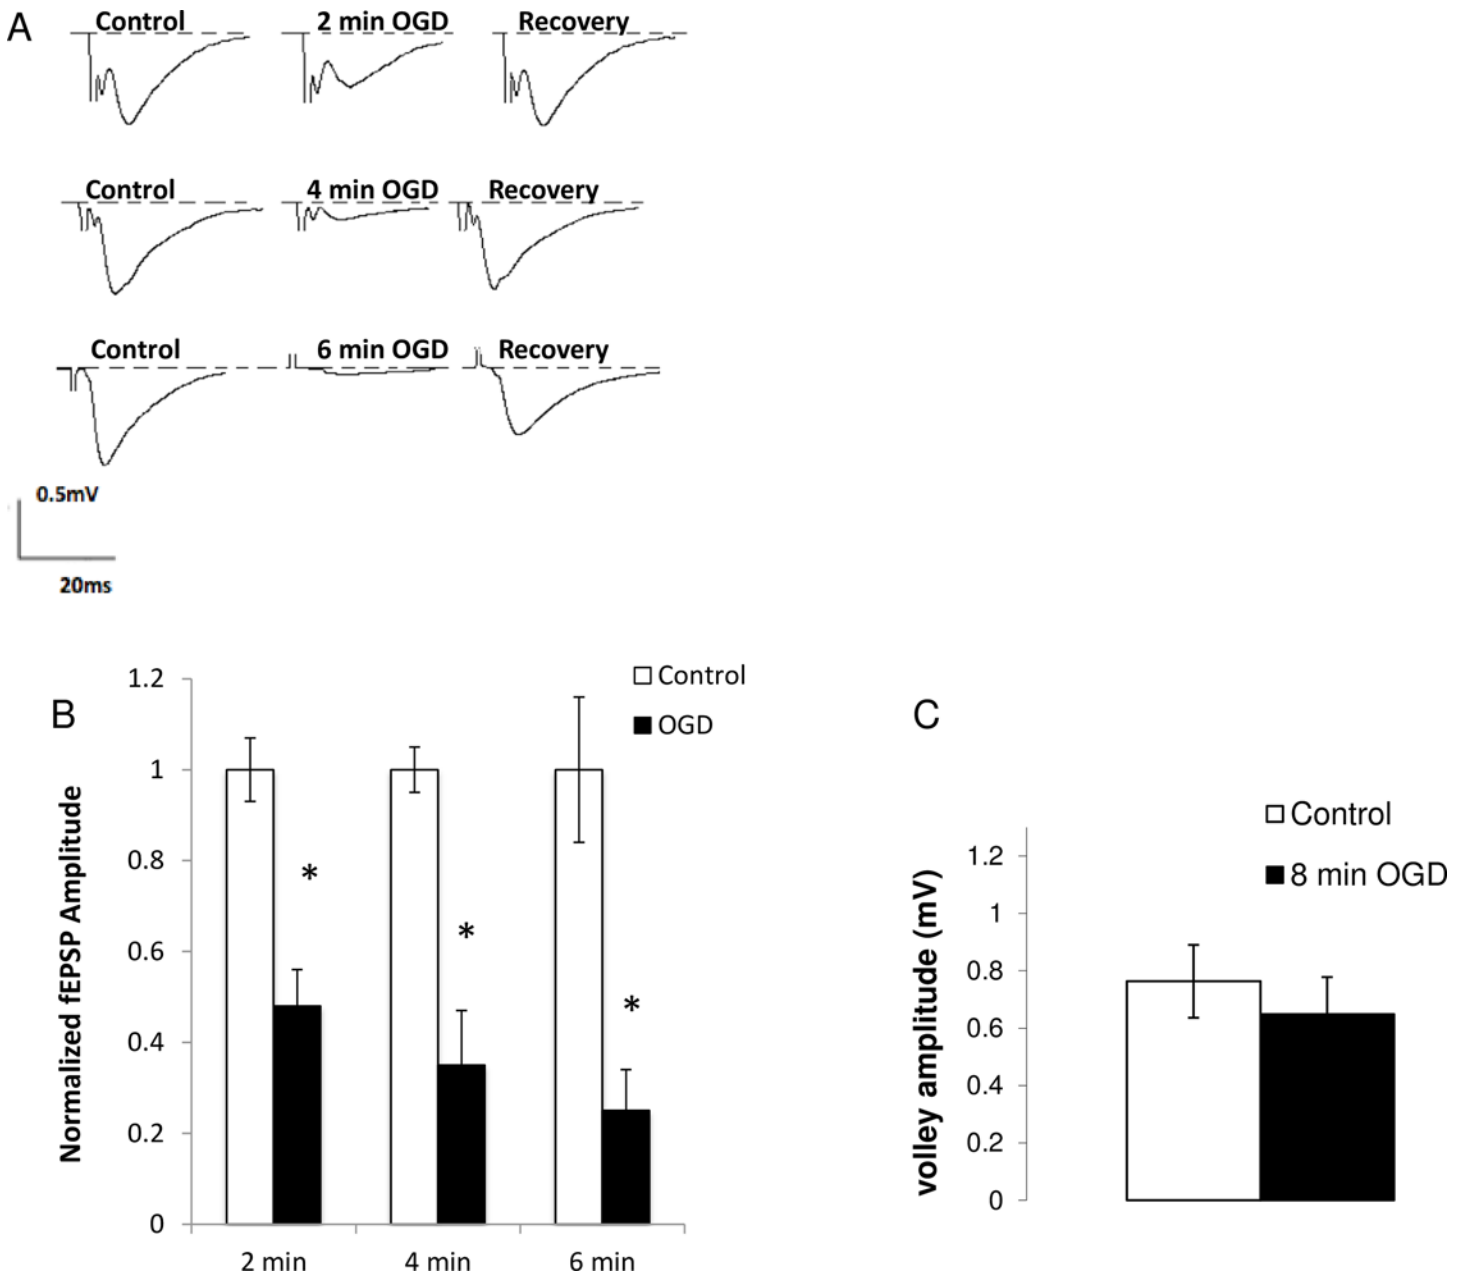 A
Control 2 min OGD Recovery
Control 4 min OGD Recovery
Control 6 min OGD Recovery
0.5mV
20ms
B
Normalized fEPSP Amplitude
1.2
1
0.8
0.6
0.4
0.2
0
Control
OGD
*
*
*
2 min 4 min 6 min
C
volley amplitude (mV)
1.2
1
0.8
0.6
0.4
0.2
0
Control
8 min OGD